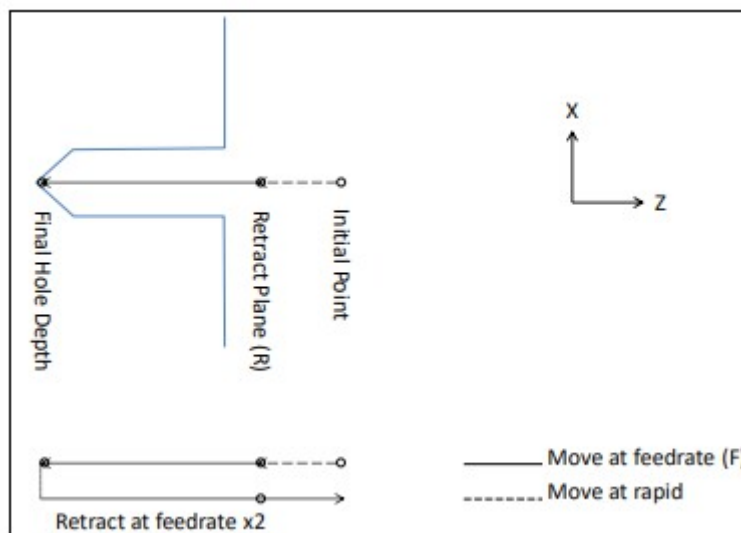 X
Z
Final Hole Depth
Retract Plane (R)
Initial Point
Move at feedrate (F)
Move at rapid
Retract at feedrate x2